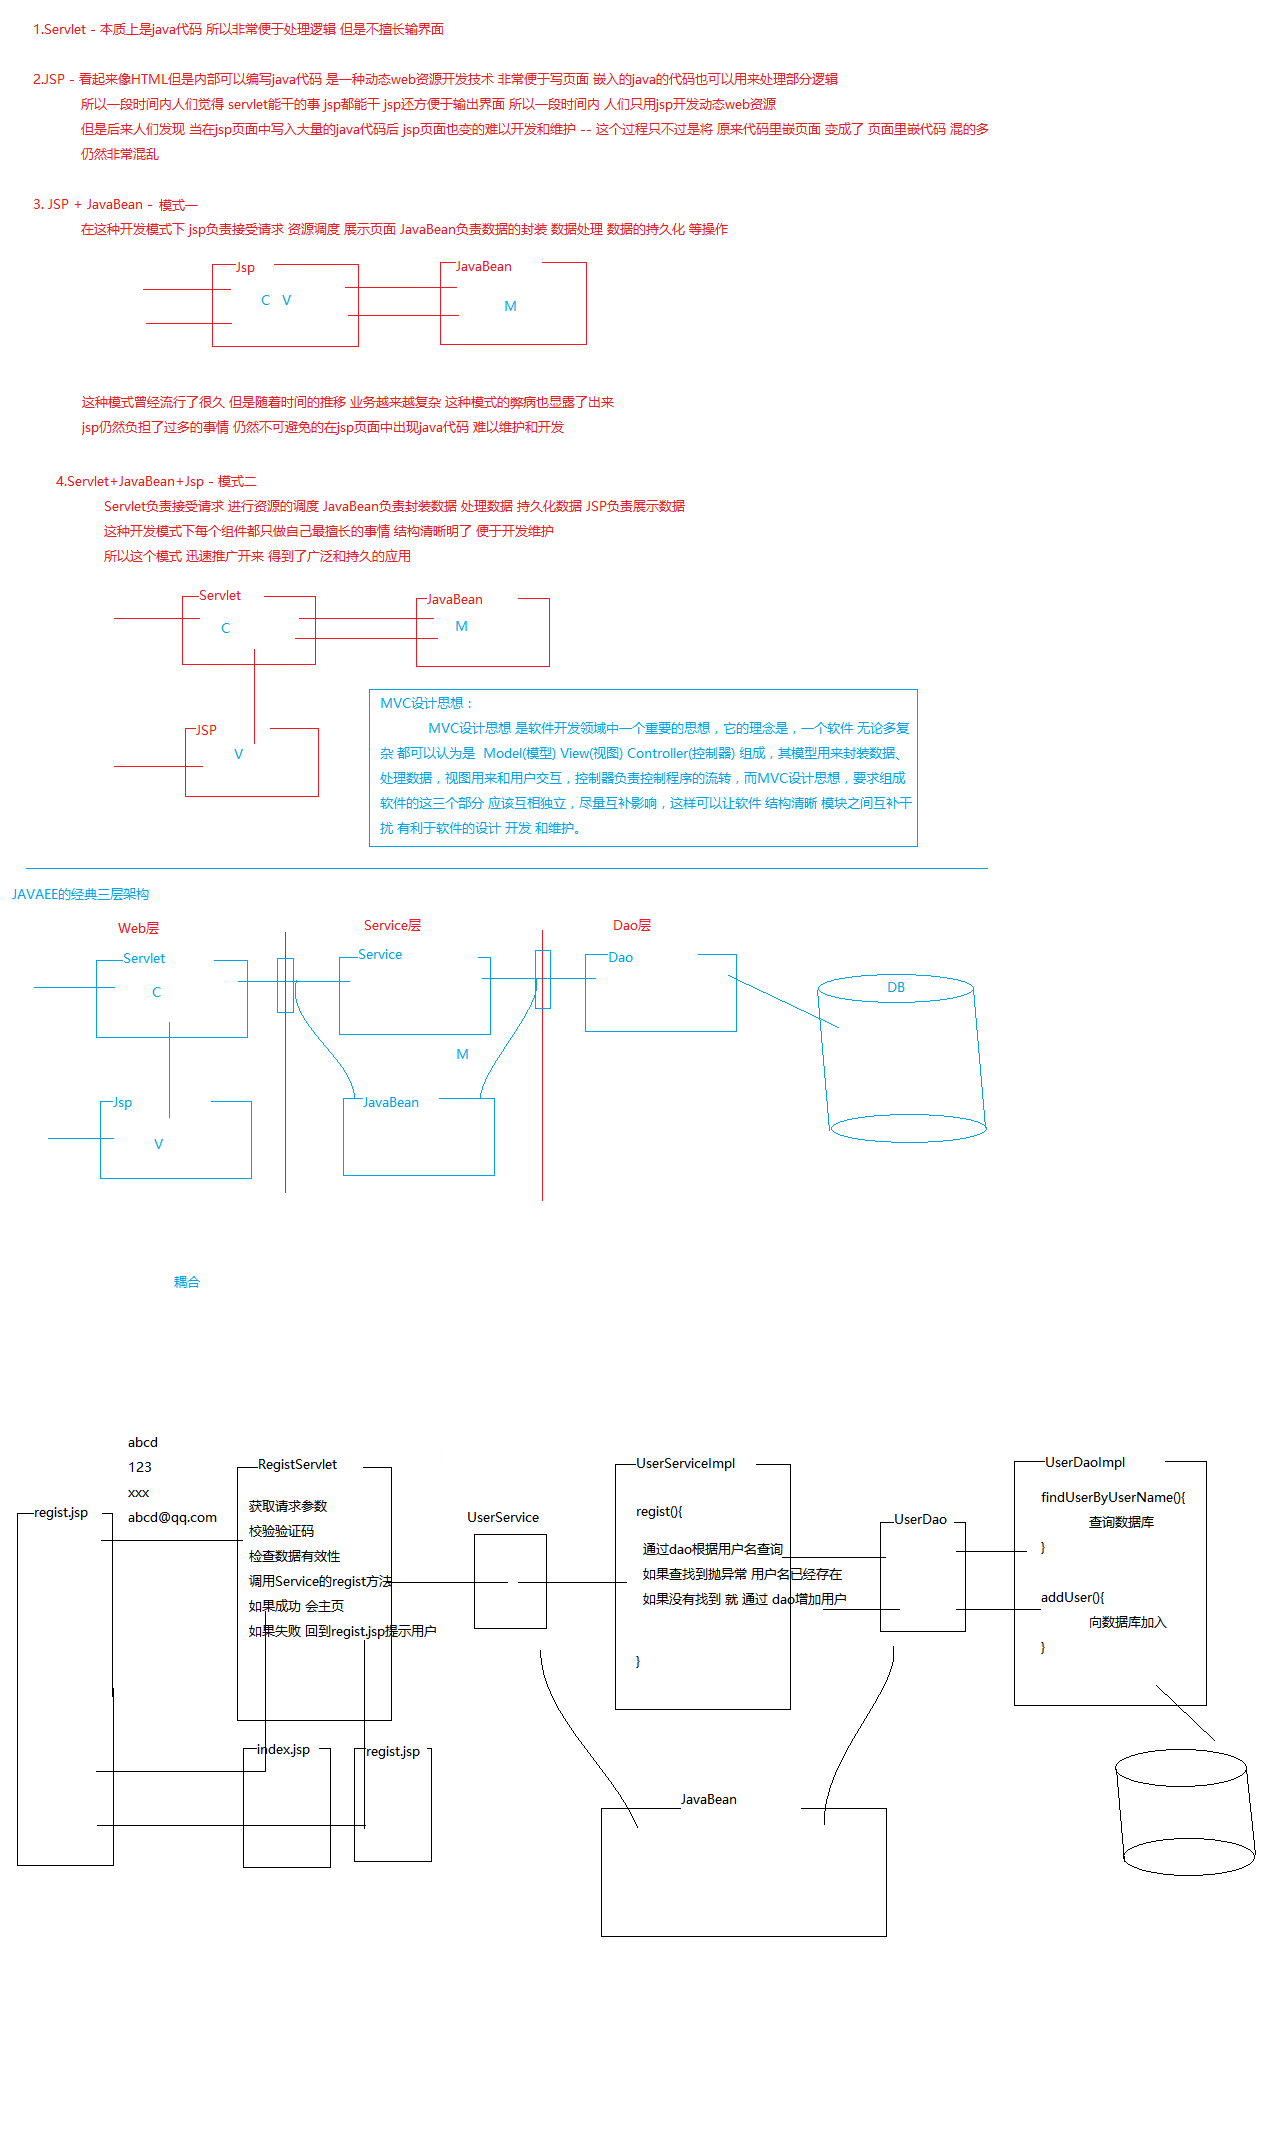 1.Servlet - 本质上是java代码 所以非常便于处理逻辑 但是不擅长输界面
2.JSP - 看起来像HTML但是内部可以编写java代码 是一种动态web资源开发技术 非常便于写页面 嵌入的java的代码也可以用来处理部分逻辑
所以一段时间内人们觉得 servlet能干的事 jsp都能干 jsp还方便于输出界面 所以一段时间内 人们只用jsp开发动态web资源
但是后来人们发现 当在jsp页面中写入大量的java代码后 jsp页面也变的难以开发和维护 -- 这个过程只不过是将 原来代码里嵌页面 变成了 页面里嵌代码 混的多
仍然非常混乱
3. JSP + JavaBean - 模式一
在这种开发模式下 jsp负责接受请求 资源调度 展示页面 JavaBean负责数据的封装 数据处理 数据的持久化 等操作
Jsp
JavaBean
C V
M
这种模式曾经流行了很久 但是随着时间的推移 业务越来越复杂 这种模式的弊病也显露了出来
jsp仍然负担了过多的事情 仍然不可避免的在jsp页面中出现java代码 难以维护和开发
4.Servlet+JavaBean+Jsp - 模式二
Servlet负责接受请求 进行资源的调度 JavaBean负责封装数据 处理数据 持久化数据 JSP负责展示数据
这种开发模式下每个组件都只做自己最擅长的事情 结构清晰明了 便于开发维护
所以这个模式 迅速推广开来 得到了广泛和持久的应用
Servlet
JavaBean
C
M
JSP
V
MVC设计思想：
MVC设计思想 是软件开发领域中一个重要的思想，它的理念是，一个软件 无论多复
杂 都可以认为是 Model(模型) View(视图) Controller(控制器) 组成，其模型用来封装数据、
处理数据，视图用来和用户交互，控制器负责控制程序的流转，而MVC设计思想，要求组成
软件的这三个部分 应该互相独立，尽量互补影响，这样可以让软件 结构清晰 模块之间互补干
扰 有利于软件的设计 开发 和维护。
JAVAEE的经典三层架构
Web层
Service层
Dao层
Servlet
Service
Dao
C
DB
M
Jsp
JavaBean
V
耦合
abcd
123
xxx
abcd@qq.com
regist.jsp
RegistServlet
获取请求参数
校验验证码
检查数据有效性
调用Service的regist方法
如果成功 会主页
如果失败 回到regist.jsp提示用户
UserService
UserServiceImpl
regist(){
通过dao根据用户名查询
如果查找到抛异常 用户名已经存在
如果没有找到 就 通过 dao增加用户
}
UserDao
UserDaoImpl
findUserByUserName(){
查询数据库
}
addUser(){
向数据库加入
}
index.jsp
regist.jsp
JavaBean